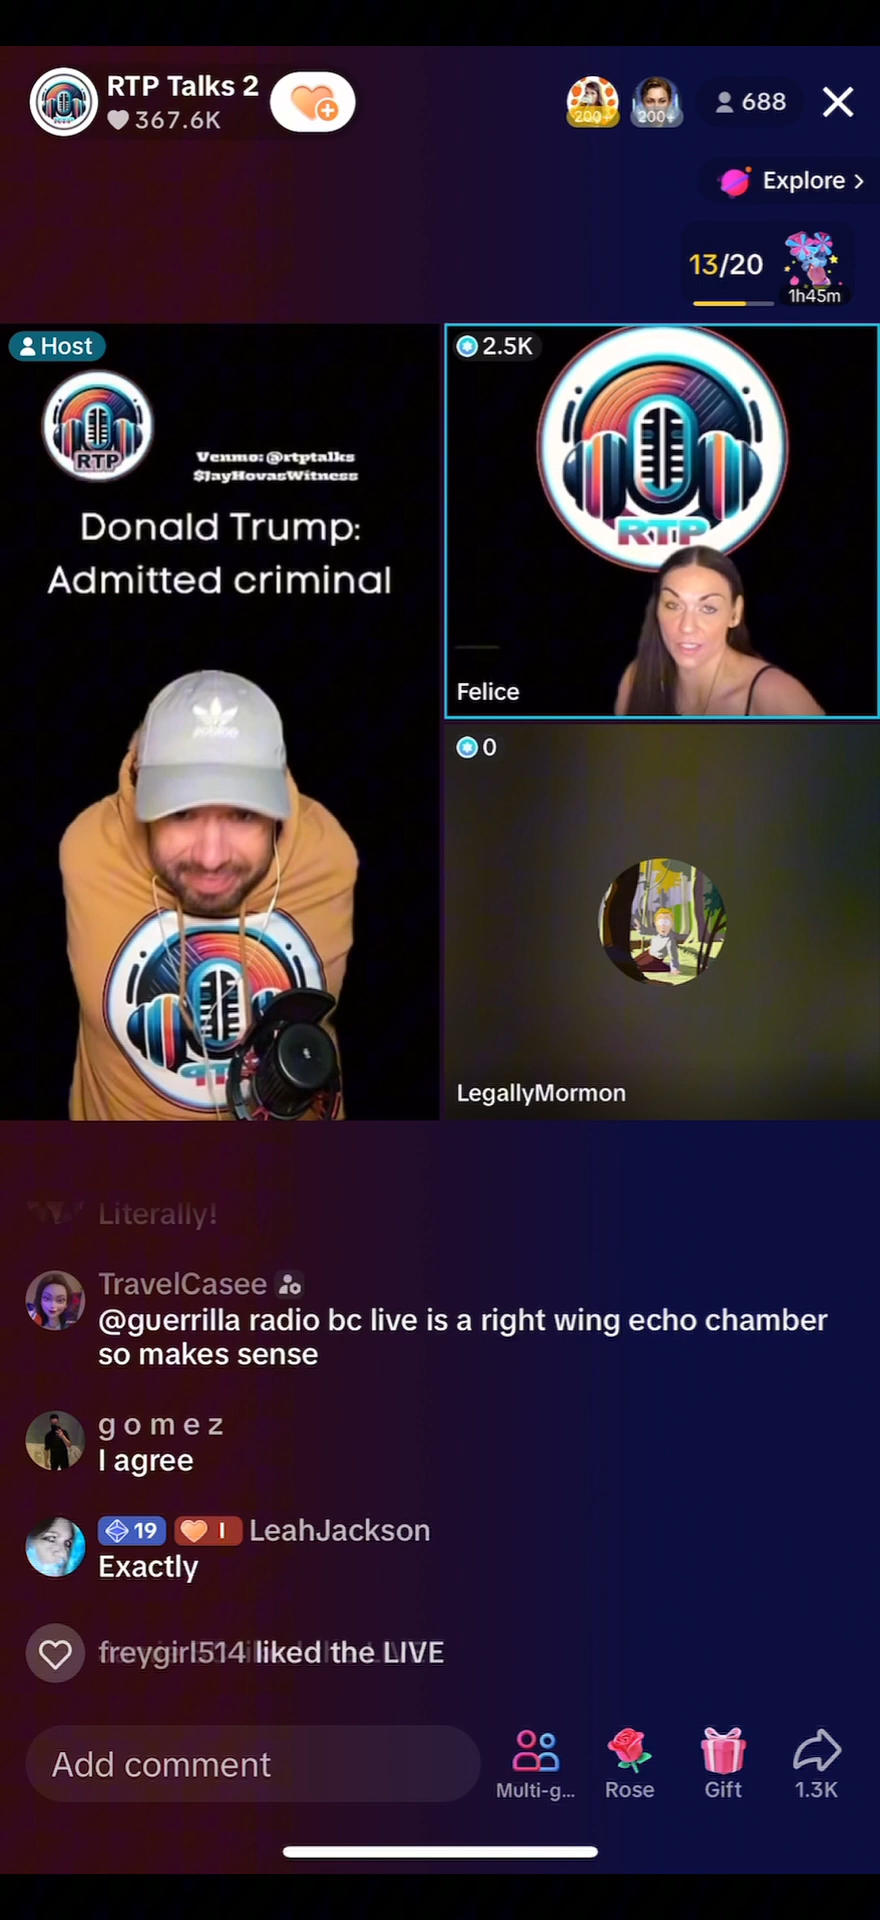 RTP Talks 2
367.6K
200+
200+
688
Explore >
13/20
1h45m
Host
RTP
Venmo: @rtptalks
$JayHovasWitness
Donald Trump:
Admitted criminal
2.5K
RTP
Felice
0
LegallyMormon
Literally!
TravelCasee
@guerrilla radio bc live is a right wing echo chamber
so makes sense
g o m e z
I agree
19 I LeahJackson
Exactly
freygirl514 liked the LIVE
Add comment
Multi-g...
Rose
Gift
1.3K